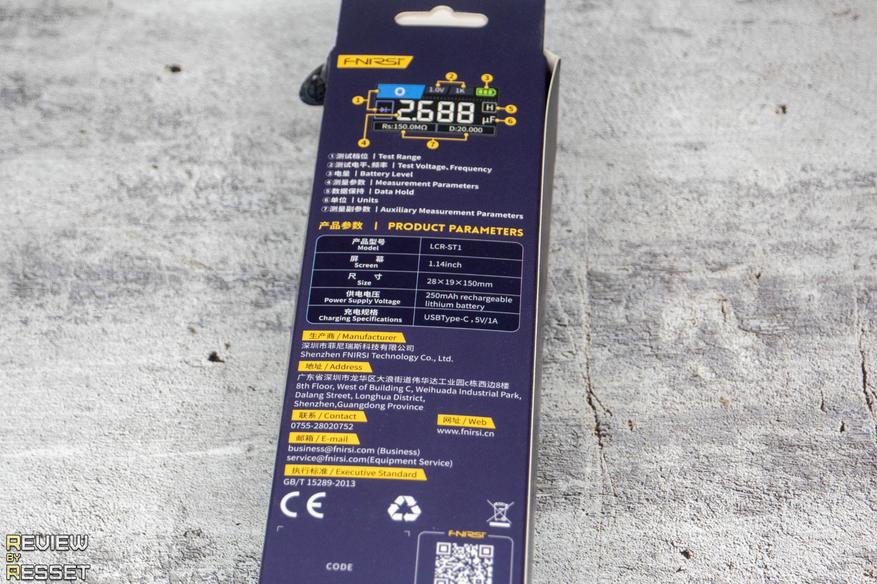 FNIRSI
② ③
0 1.0V 1K
① 2.688 H ⑤
μF ⑥
Rs:150.0MΩ D:20.000
④ ⑦
①测试档位 | Test Range
②测试电平、频率 | Test Voltage、Frequency
③电量 | Battery Level
④测量参数 | Measurement Parameters
⑤数据保持 | Data Hold
⑥单位 | Units
⑦测量副参数 | Auxiliary Measurement Parameters
产品参数 | PRODUCT PARAMETERS
产品型号
Model
LCR-ST1
屏 幕
Screen
1.14inch
尺 寸
Size
28×19×150mm
供电电压
Power Supply Voltage
250mAh rechargeable
lithium battery
充电规格
Charging Specifications
USBType-C , 5V/1A
生产商 / Manufacturer
深圳市菲尼瑞斯科技有限公司
Shenzhen FNIRSI Technology Co., Ltd.
地址 / Address
广东省深圳市龙华区大浪街道伟华达工业园c栋西边8楼
8th Floor, West of Building C, Weihuada Industrial Park,
Dalang Street, Longhua District,
Shenzhen,Guangdong Province
联系 / Contact
0755-28020752
网址 / Web
www.fnirsi.cn
邮箱 / E-mail
business@fnirsi.com (Business)
service@fnirsi.com(Equipment Service)
执行标准 / Executive Standard
GB/T 15289-2013
CE
CODE
FNIRSI
REVIEW
BY
RESSET